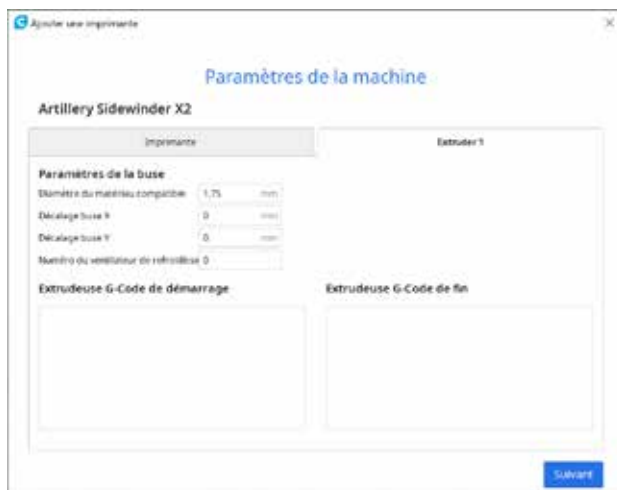 Ajouter une imprimante
Paramètres de la machine
Artillery Sidewinder X2
Imprimante
Extruder 1
Paramètres de la buse
Diamètre du matériau compatible 1,75 mm
Décalage buse X 0 mm
Décalage buse Y 0 mm
Numéro du ventilateur de 0
Extrudeuse G-Code de démarrage
Extrudeuse G-Code de fin
Suivant